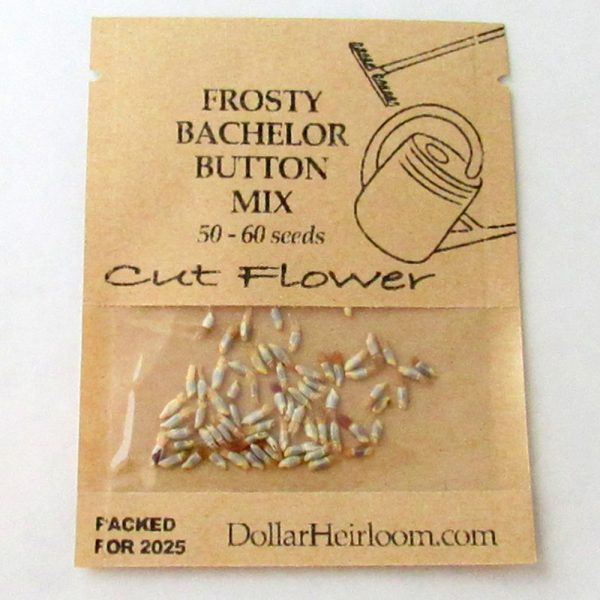 FROSTY
BACHELOR
BUTTON
MIX
50 - 60 seeds
Cut Flower
PACKED
FOR 2025
DollarHeirloom.com